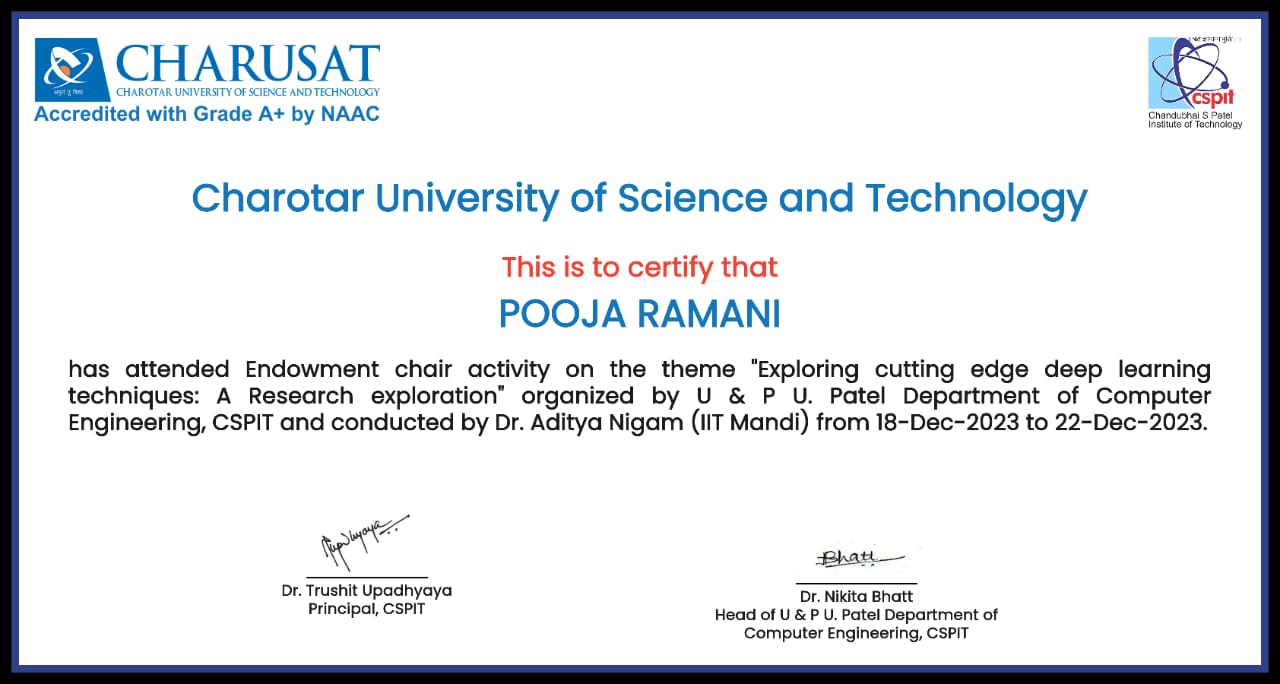 CHARUSAT
CHAROTAR UNIVERSITY OF SCIENCE AND TECHNOLOGY
Accredited with Grade A+ by NAAC
cspit
Chandubhai S Patel
Institute of Technology
Charotar University of Science and Technology
This is to certify that
POOJA RAMANI
has attended Endowment chair activity on the theme "Exploring cutting edge deep learning
techniques: A Research exploration" organized by U & P U. Patel Department of Computer
Engineering, CSPIT and conducted by Dr. Aditya Nigam (IIT Mandi) from 18-Dec-2023 to 22-Dec-2023.
Dr. Trushit Upadhyaya
Principal, CSPIT
Bhatt
Dr. Nikita Bhatt
Head of U & P U. Patel Department of
Computer Engineering, CSPIT